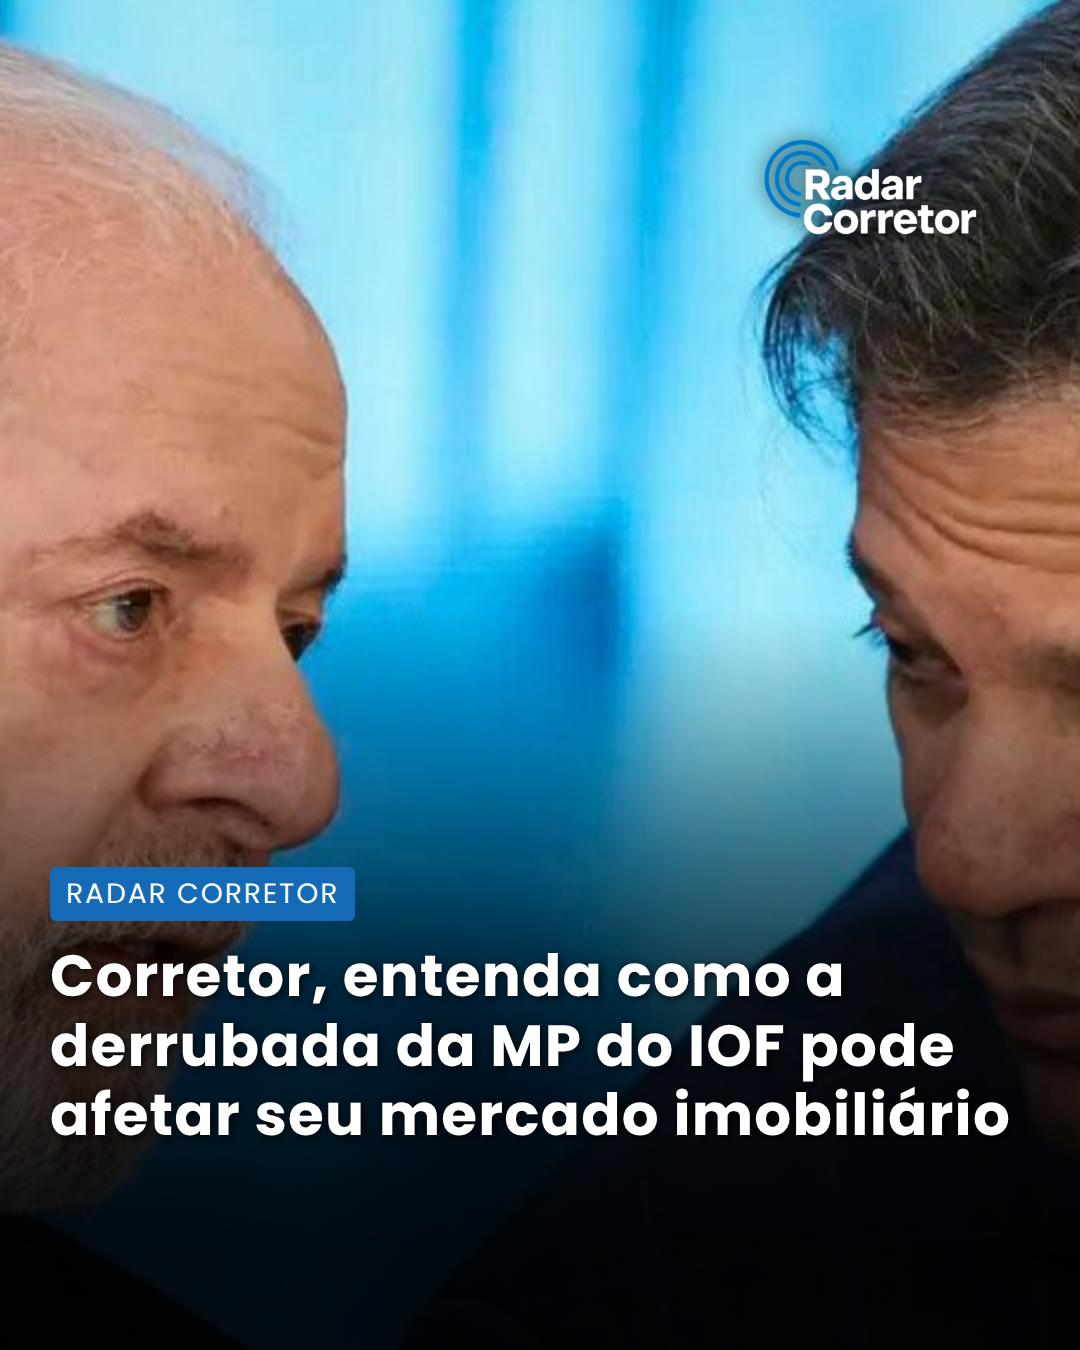 Radar
Corretor
RADAR CORRETOR
Corretor, entenda como a
derrubada da MP do IOF pode
afetar seu mercado imobiliário